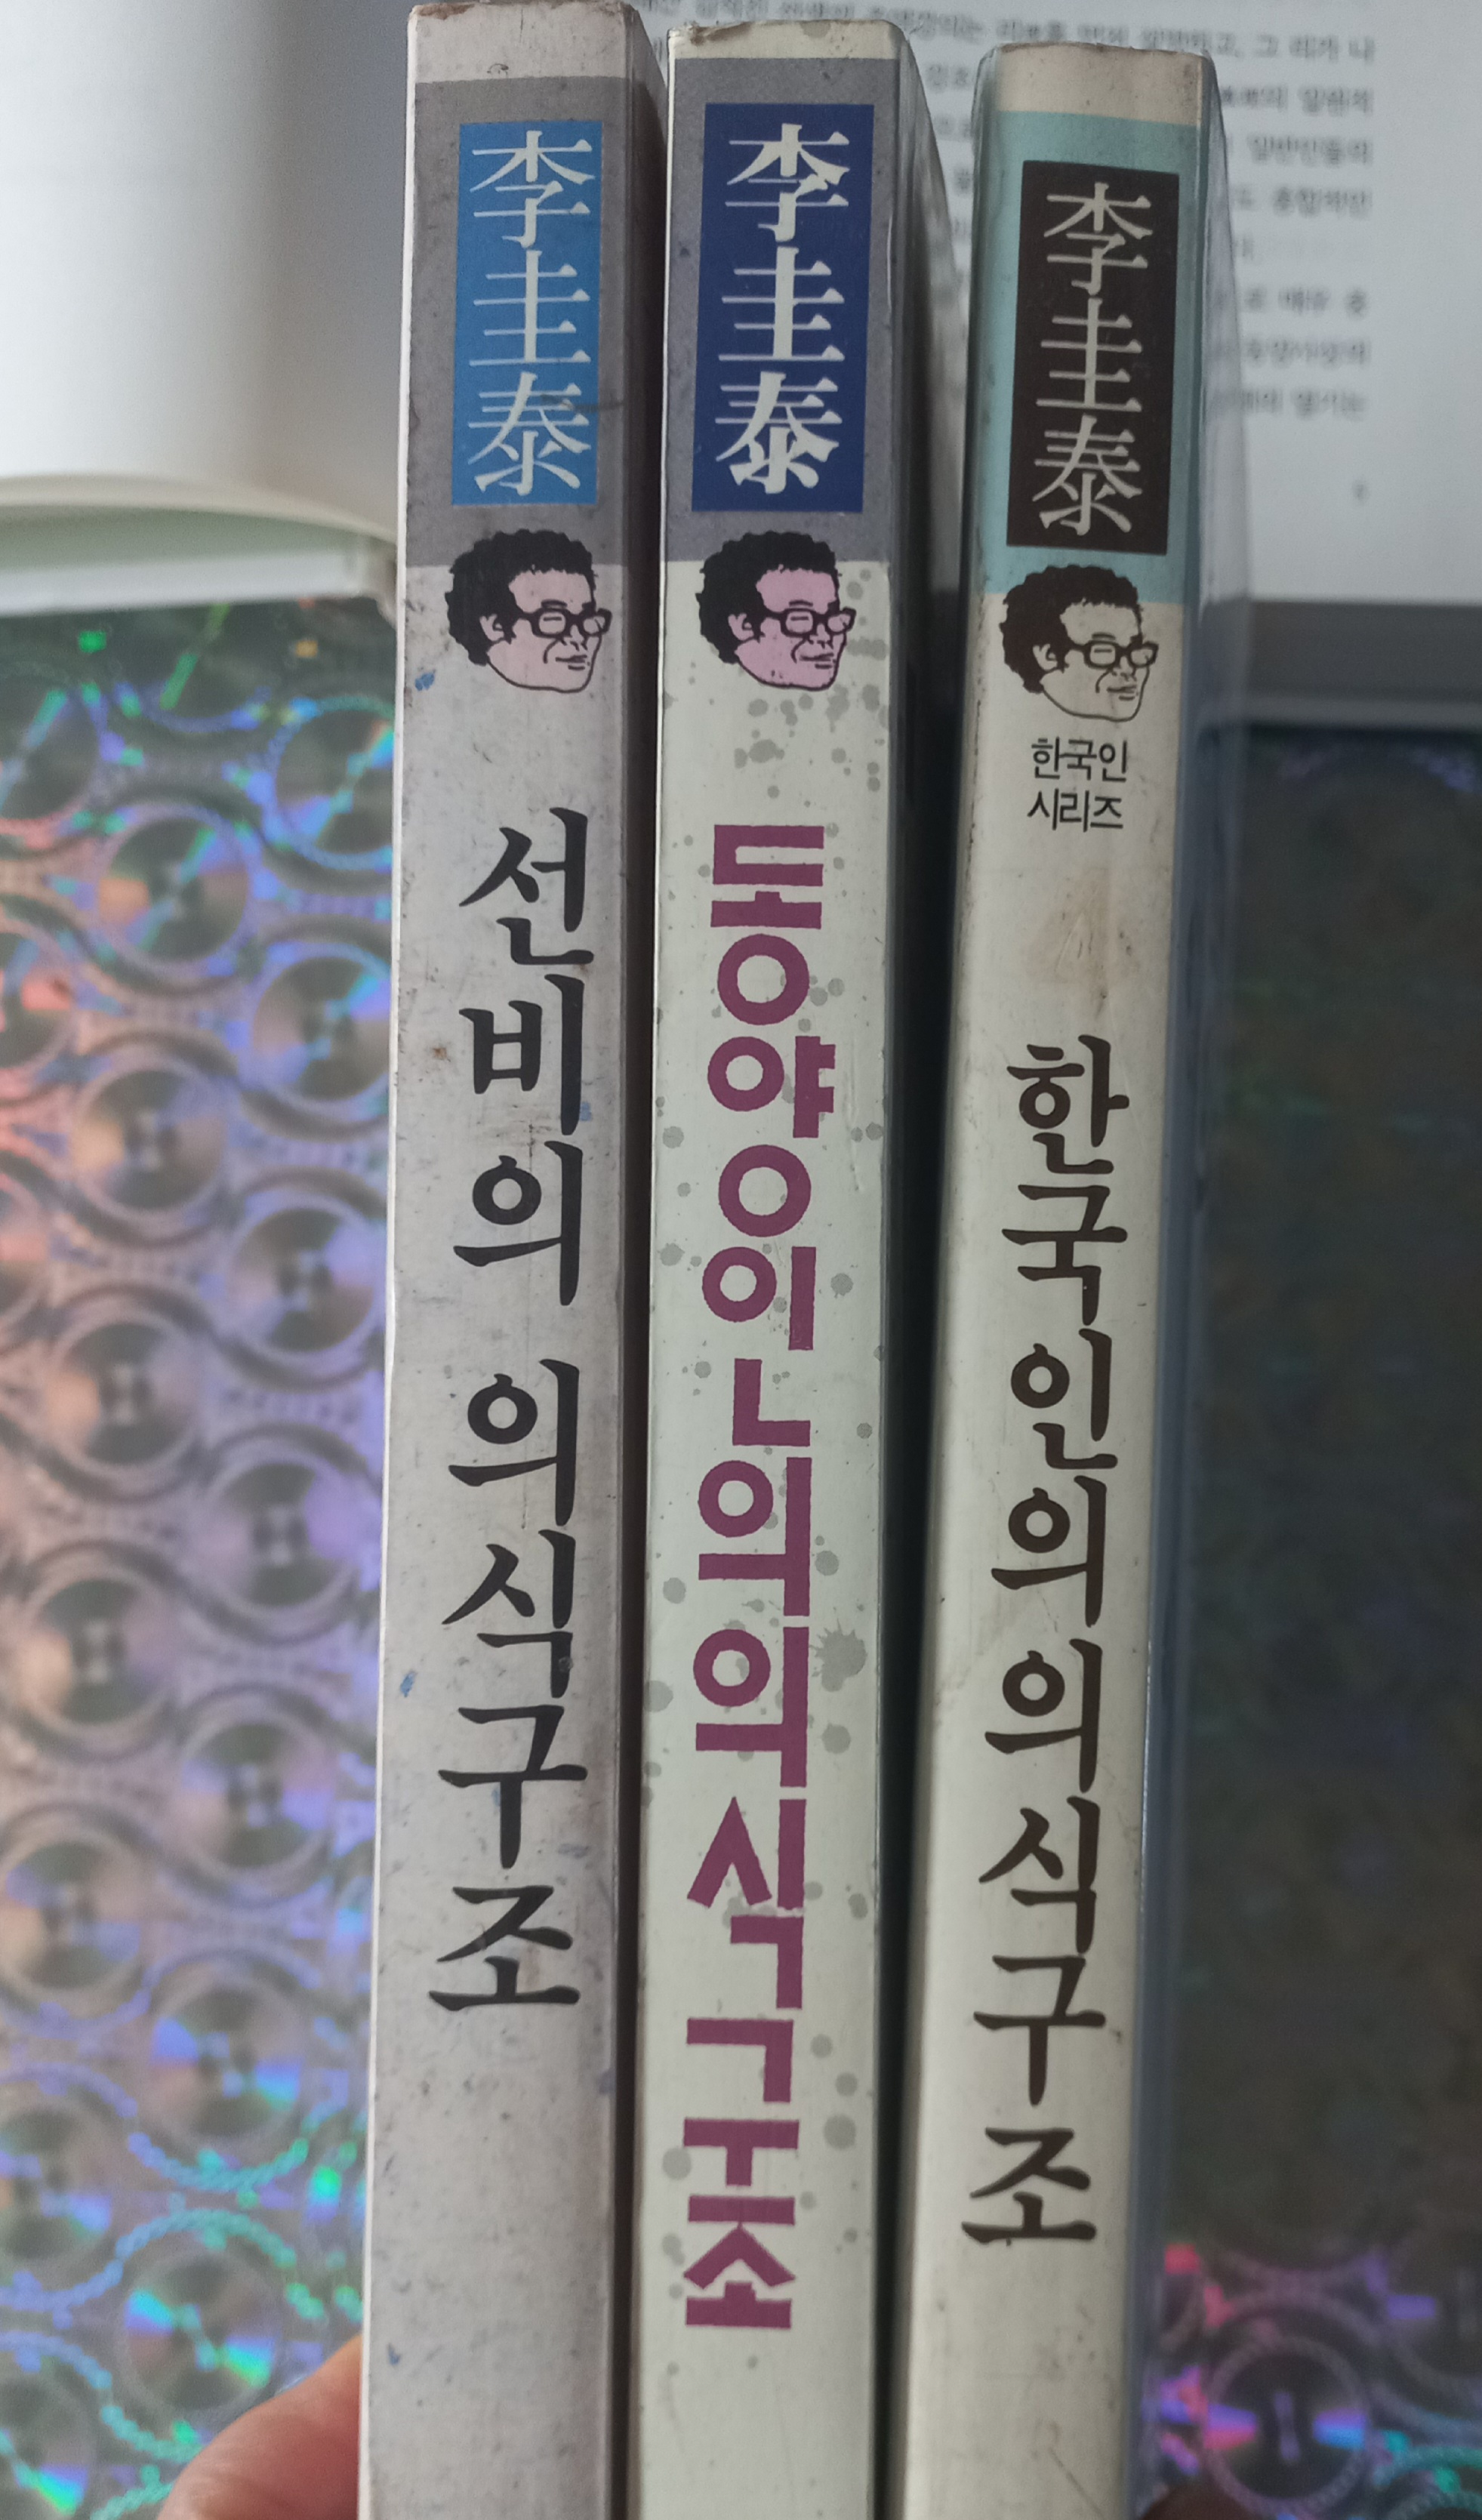 李圭泰
선비의 의식구조
李圭泰
동양인의 의식구조
李圭泰
한국인
시리즈
한국인의 의식구조